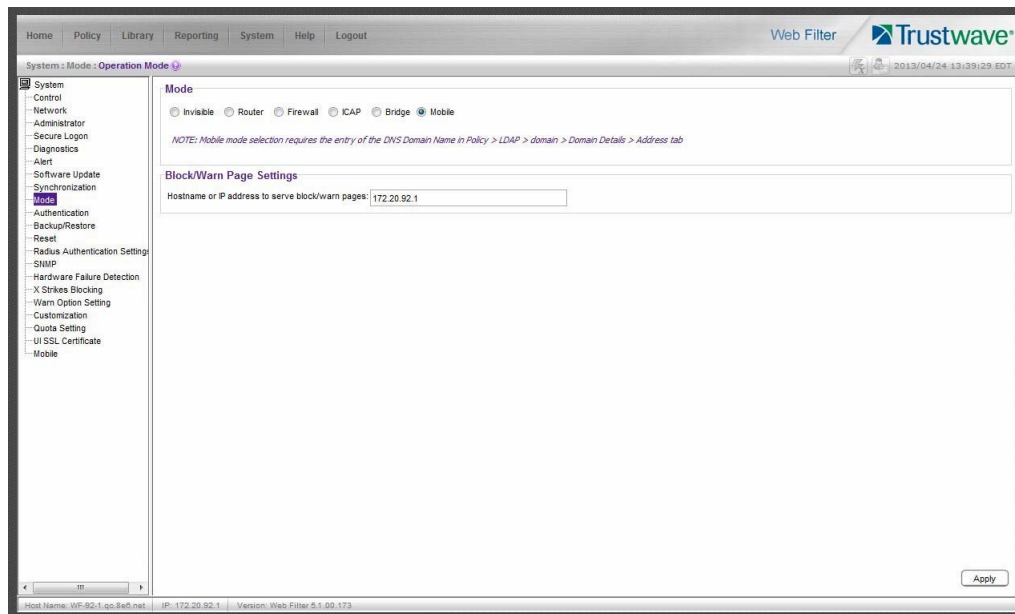 Home Policy Library Reporting System Help Logout
Web Filter
Trustwave®
System : Mode : Operation Mode
2013/04/24 13:39:29 EDT
System
Control
Network
Administrator
Secure Logon
Diagnostics
Alert
Software Update
Synchronization
Mode
Authentication
Backup/Restore
Reset
Radius Authentication Settings
SNMP
Hardware Failure Detection
X Strikes Blocking
Warn Option Setting
Customization
Quota Setting
UI SSL Certificate
Mobile
Mode
Invisible Router Firewall ICAP Bridge Mobile
NOTE: Mobile mode selection requires the entry of the DNS Domain Name in Policy > LDAP > domain > Domain Details > Address tab
Block/Warn Page Settings
Hostname or IP address to serve block/warn pages: 172.20.92.1
Apply
Host Name: WF-92-1.qc.8e6.net IP: 172.20.92.1 Version: Web Filter 5.1.00.173